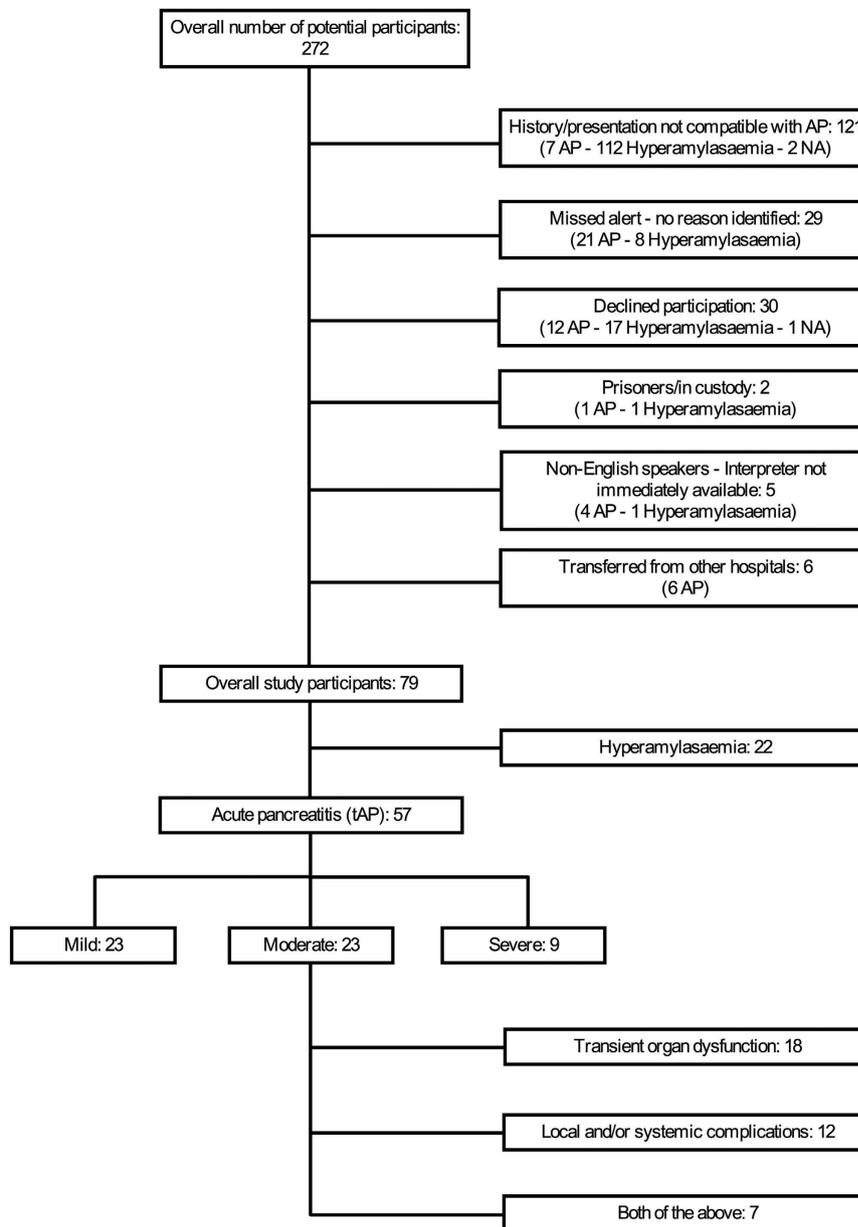 Overall number of potential participants:
272
History/presentation not compatible with AP: 121
(7 AP - 112 Hyperamylasaemia - 2 NA)
Missed alert - no reason identified: 29
(21 AP - 8 Hyperamylasaemia)
Declined participation: 30
(12 AP - 17 Hyperamylasaemia - 1 NA)
Prisoners/in custody: 2
(1 AP - 1 Hyperamylasaemia)
Non-English speakers - Interpreter not
immediately available: 5
(4 AP - 1 Hyperamylasaemia)
Transferred from other hospitals: 6
(6 AP)
Overall study participants: 79
Hyperamylasaemia: 22
Acute pancreatitis (tAP): 57
Mild: 23
Moderate: 23
Severe: 9
Transient organ dysfunction: 18
Local and/or systemic complications: 12
Both of the above: 7